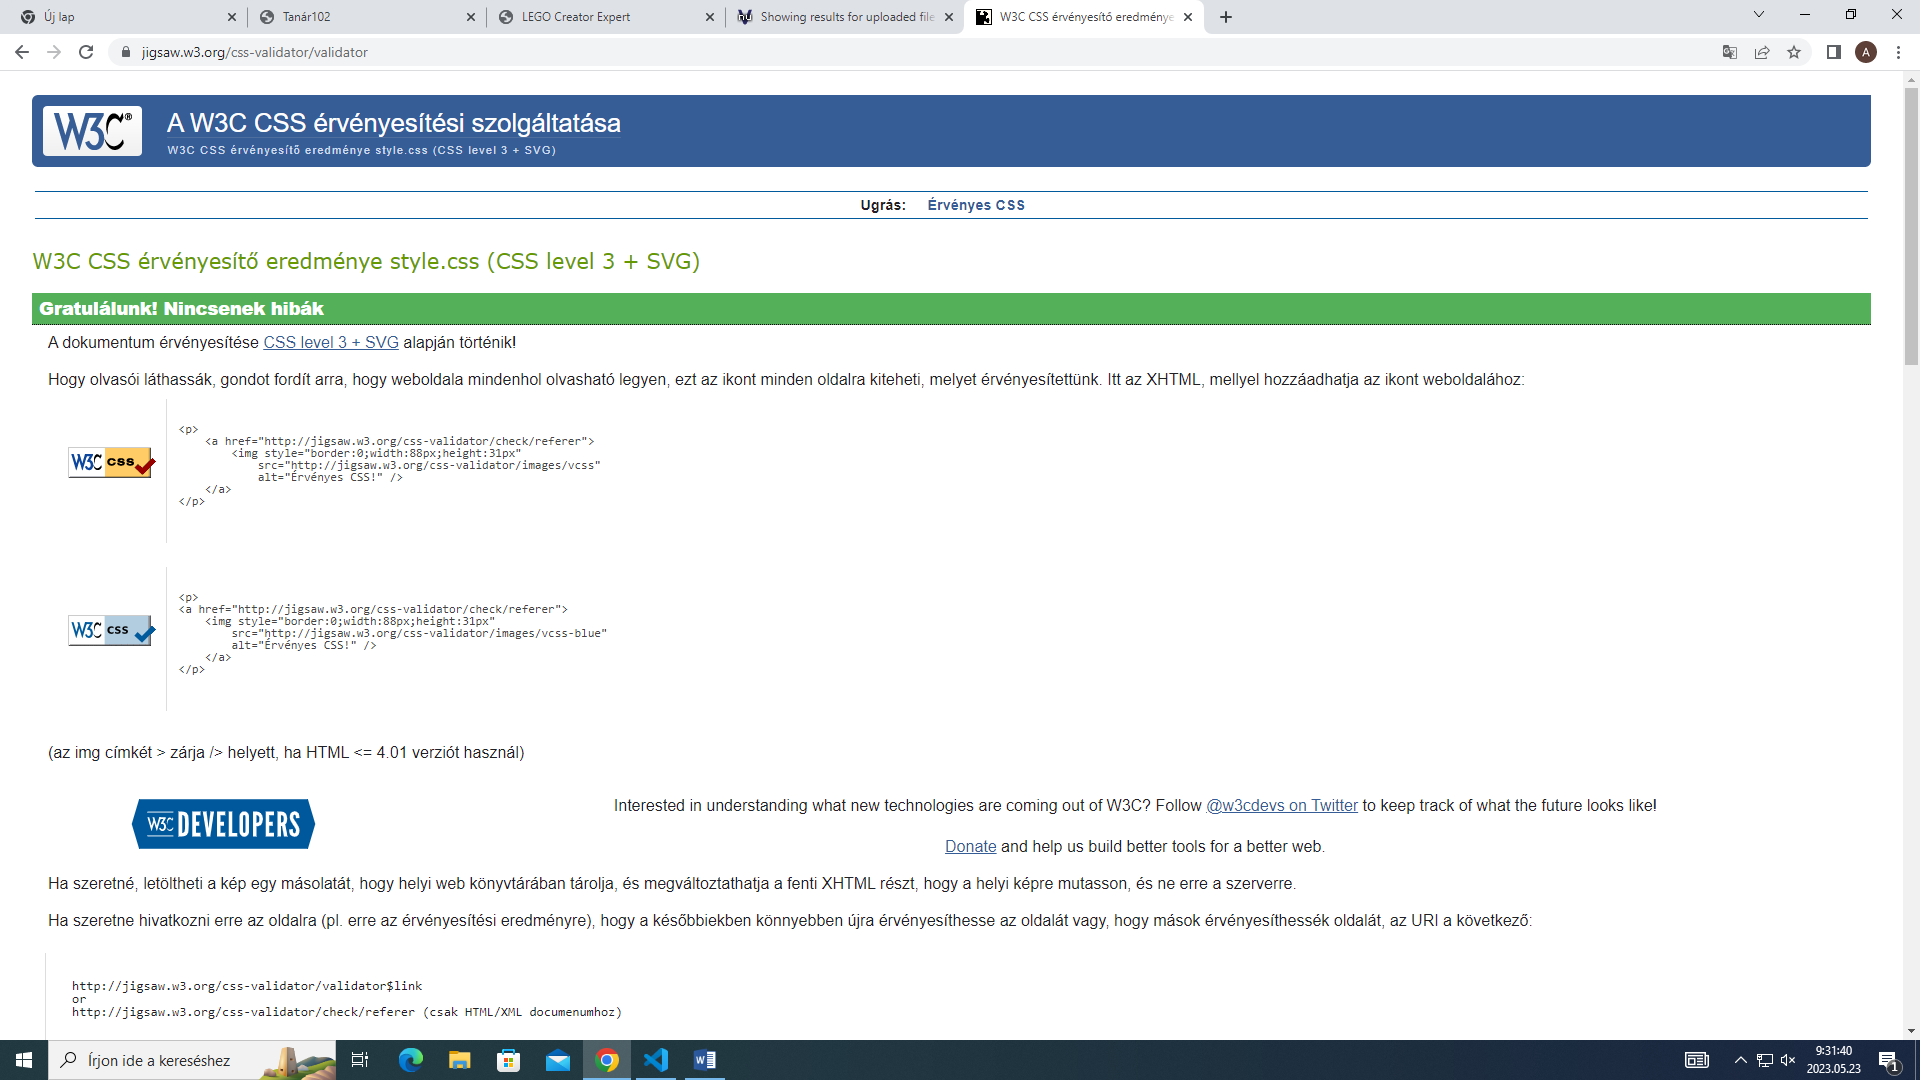 Új lap
Tanár102
LEGO Creator Expert
Showing results for uploaded file
W3C CSS érvényesítő eredménye
jigsaw.w3.org/css-validator/validator
A
W3C®
A W3C CSS érvényesítési szolgáltatása
W3C CSS érvényesítő eredménye style.css (CSS level 3 + SVG)
Ugrás: Érvényes CSS
W3C CSS érvényesítő eredménye style.css (CSS level 3 + SVG)
Gratulálunk! Nincsenek hibák
A dokumentum érvényesítése CSS level 3 + SVG alapján történik!
Hogy olvasói láthassák, gondot fordít arra, hogy weboldala mindenhol olvasható legyen, ezt az ikont minden oldalra kiteheti, melyet érvényesítettünk. Itt az XHTML, mellyel hozzáadhatja az ikont weboldalához:
W3C CSS
<p>
<a href="http://jigsaw.w3.org/css-validator/check/referer">
<img style="border:0;width:88px;height:31px"
src="http://jigsaw.w3.org/css-validator/images/vcss"
alt="Érvényes CSS!" />
</a>
</p>
W3C CSS
<p>
<a href="http://jigsaw.w3.org/css-validator/check/referer">
<img style="border:0;width:88px;height:31px"
src="http://jigsaw.w3.org/css-validator/images/vcss-blue"
alt="Érvényes CSS!" />
</a>
</p>
(az img címkét > zárja /> helyett, ha HTML <= 4.01 verziót használ)
W3C DEVELOPERS
Interested in understanding what new technologies are coming out of W3C? Follow @w3cdevs on Twitter to keep track of what the future looks like!
Donate and help us build better tools for a better web.
Ha szeretné, letöltheti a kép egy másolatát, hogy helyi web könyvtárában tárolja, és megváltoztathatja a fenti XHTML részt, hogy a helyi képre mutasson, és ne erre a szerverre.
Ha szeretne hivatkozni erre az oldalra (pl. erre az érvényesítési eredményre), hogy a későbbiekben könnyebben újra érvényesíthesse az oldalát vagy, hogy mások érvényesíthessék oldalát, az URI a következő:
http://jigsaw.w3.org/css-validator/validator$link
or
http://jigsaw.w3.org/css-validator/check/referer (csak HTML/XML documenumhoz)
Írjon ide a kereséshez
9:31:40
2023.05.23
1